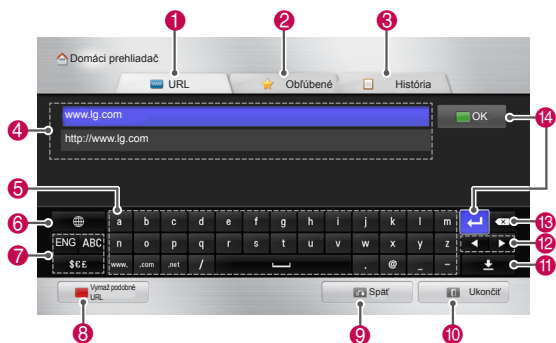 1 2 3
Domáci prehliadač
URL Obľúbené História
4 www.lg.com OK 14
http://www.lg.com
5
6 a b c d e f g h i j k l m 13
ENG ABC n o p q r s t u v w x y z 12
7 $€£ www. .com .net / . @ _ - 11
Vymaž podobné URL Späť Ukončiť
8 9 10